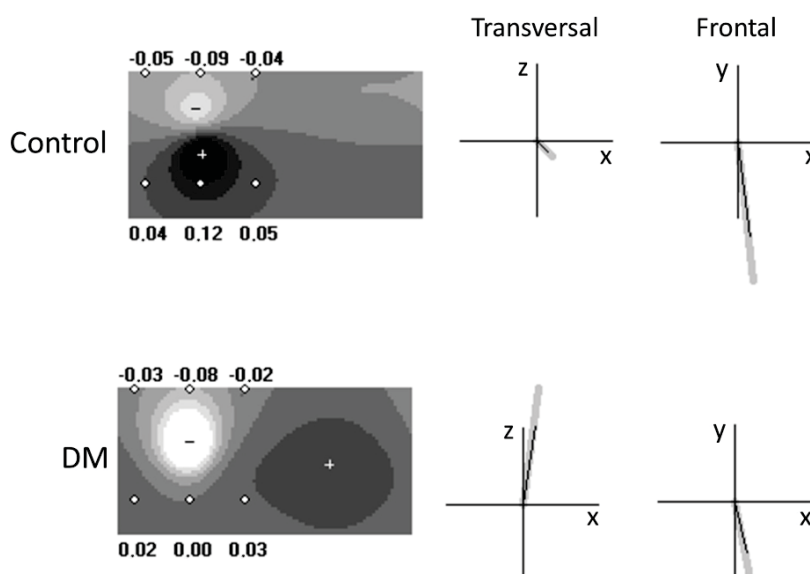 Transversal Frontal
-0.05 -0.09 -0.04
z y
Control
x x
0.04 0.12 0.05
-0.03 -0.08 -0.02
z y
DM
x x
0.02 0.00 0.03